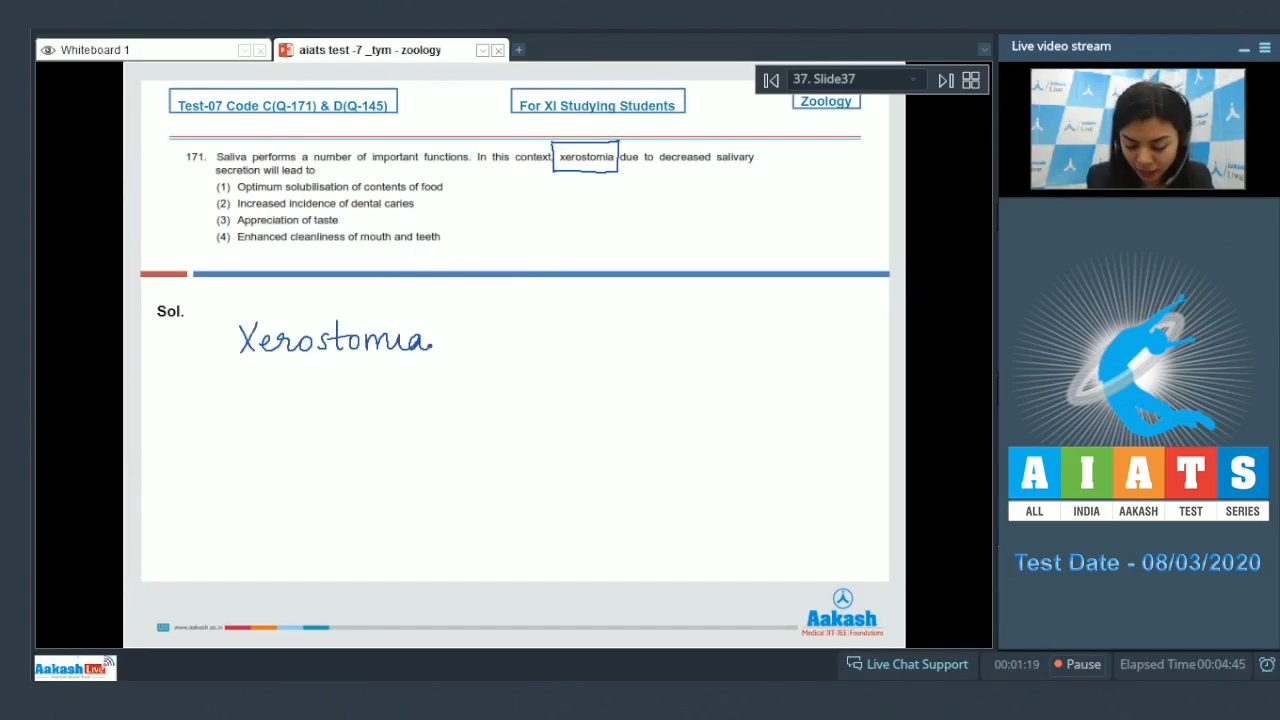 Whiteboard 1
aiats test -7 _tym - zoology
Live video stream
37. Slide37
Test-07 Code C(Q-171) & D(Q-145)
For XI Studying Students
Zoology
171. Saliva performs a number of important functions. In this context, xerostomia due to decreased salivary
secretion will lead to
(1) Optimum solubilisation of contents of food
(2) Increased incidence of dental caries
(3) Appreciation of taste
(4) Enhanced cleanliness of mouth and teeth
Sol.
Xerostomia
A I A T S
ALL INDIA AAKASH TEST SERIES
Test Date - 08/03/2020
www.aakash.ac.in
Aakash
Medical | IIT-JEE | Foundations
Aakash Live
Live Chat Support
00:01:19
Pause
Elapsed Time 00:04:45